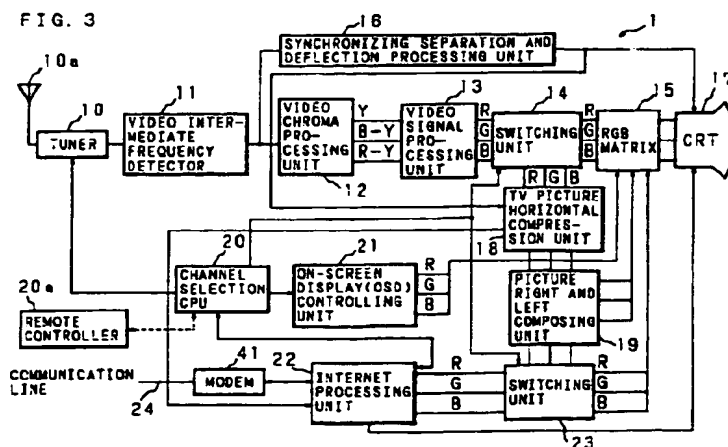 FIG. 3
1
16
SYNCHRONIZING SEPARATION AND
DEFLECTION PROCESSING UNIT
10a
10
TUNER
11
VIDEO INTER-
MEDIATE
FREQUENCY
DETECTOR
VIDEO
CHROMA
PRO-
CESSING
UNIT
12
Y
B-Y
R-Y
13
VIDEO
SIGNAL PRO-
CESSING
UNIT
R
G
B
14
SWITCHING
UNIT
R
G
B
15
RGB
MATRIX
17
CRT
R G B
TV PICTURE
HORIZONTAL
COMPRES-
SION UNIT
18
20
CHANNEL
SELECTION
CPU
21
ON-SCREEN
DISPLAY(OSD)
CONTROLLING
UNIT
R
G
B
PICTURE
RIGHT AND
LEFT
COMPOSING
UNIT
19
20a
REMOTE
CONTROLLER
COMMUNICATION
LINE
24
41
MODEM
22
INTERNET
PROCESSING
UNIT
R
G
B
SWITCHING
UNIT
23
R
G
B